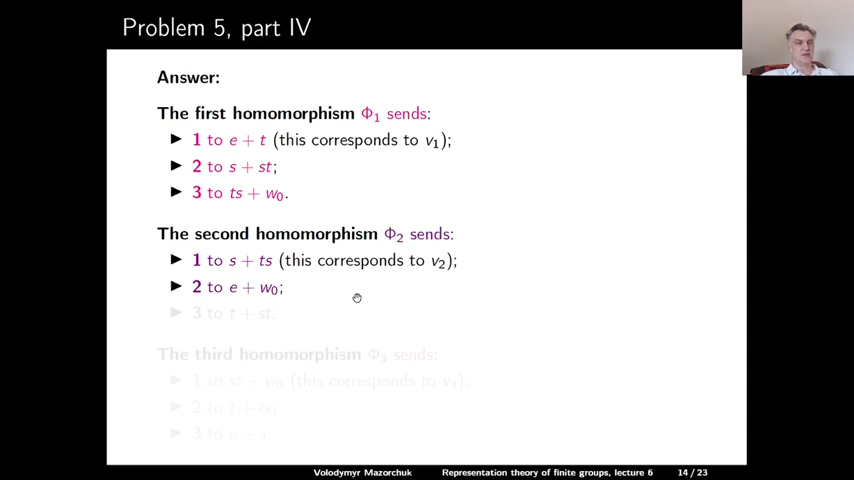 Problem 5, part IV
Answer:
The first homomorphism Φ₁ sends:
▶ 1 to e + t (this corresponds to v₁);
▶ 2 to s + st;
▶ 3 to ts + w₀.
The second homomorphism Φ₂ sends:
▶ 1 to s + ts (this corresponds to v₂);
▶ 2 to e + w₀;
▶ 3 to t + st.
The third homomorphism Φ₃ sends:
▶ 1 to st + w₀ (this corresponds to v₃);
▶ 2 to t + ts;
▶ 3 to e + s.
Volodymyr Mazorchuk Representation theory of finite groups, lecture 6 14 / 23